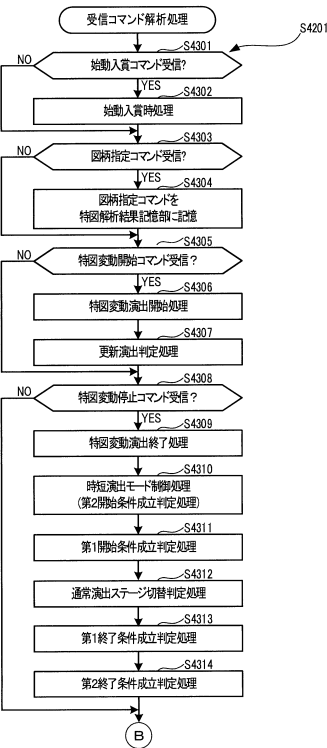 受信コマンド解析処理
S4201
S4301
始動入賞コマンド受信?
NO
YES
S4302
始動入賞時処理
S4303
図柄指定コマンド受信?
NO
YES
S4304
図柄指定コマンドを
特図解析結果記憶部に記憶
S4305
特図変動開始コマンド受信?
NO
YES
S4306
特図変動演出開始処理
S4307
更新演出判定処理
S4308
特図変動停止コマンド受信?
NO
YES
S4309
特図変動演出終了処理
S4310
時短演出モード制御処理
(第2開始条件成立判定処理)
S4311
第1開始条件成立判定処理
S4312
通常演出ステージ切替判定処理
S4313
第1終了条件成立判定処理
S4314
第2終了条件成立判定処理
B